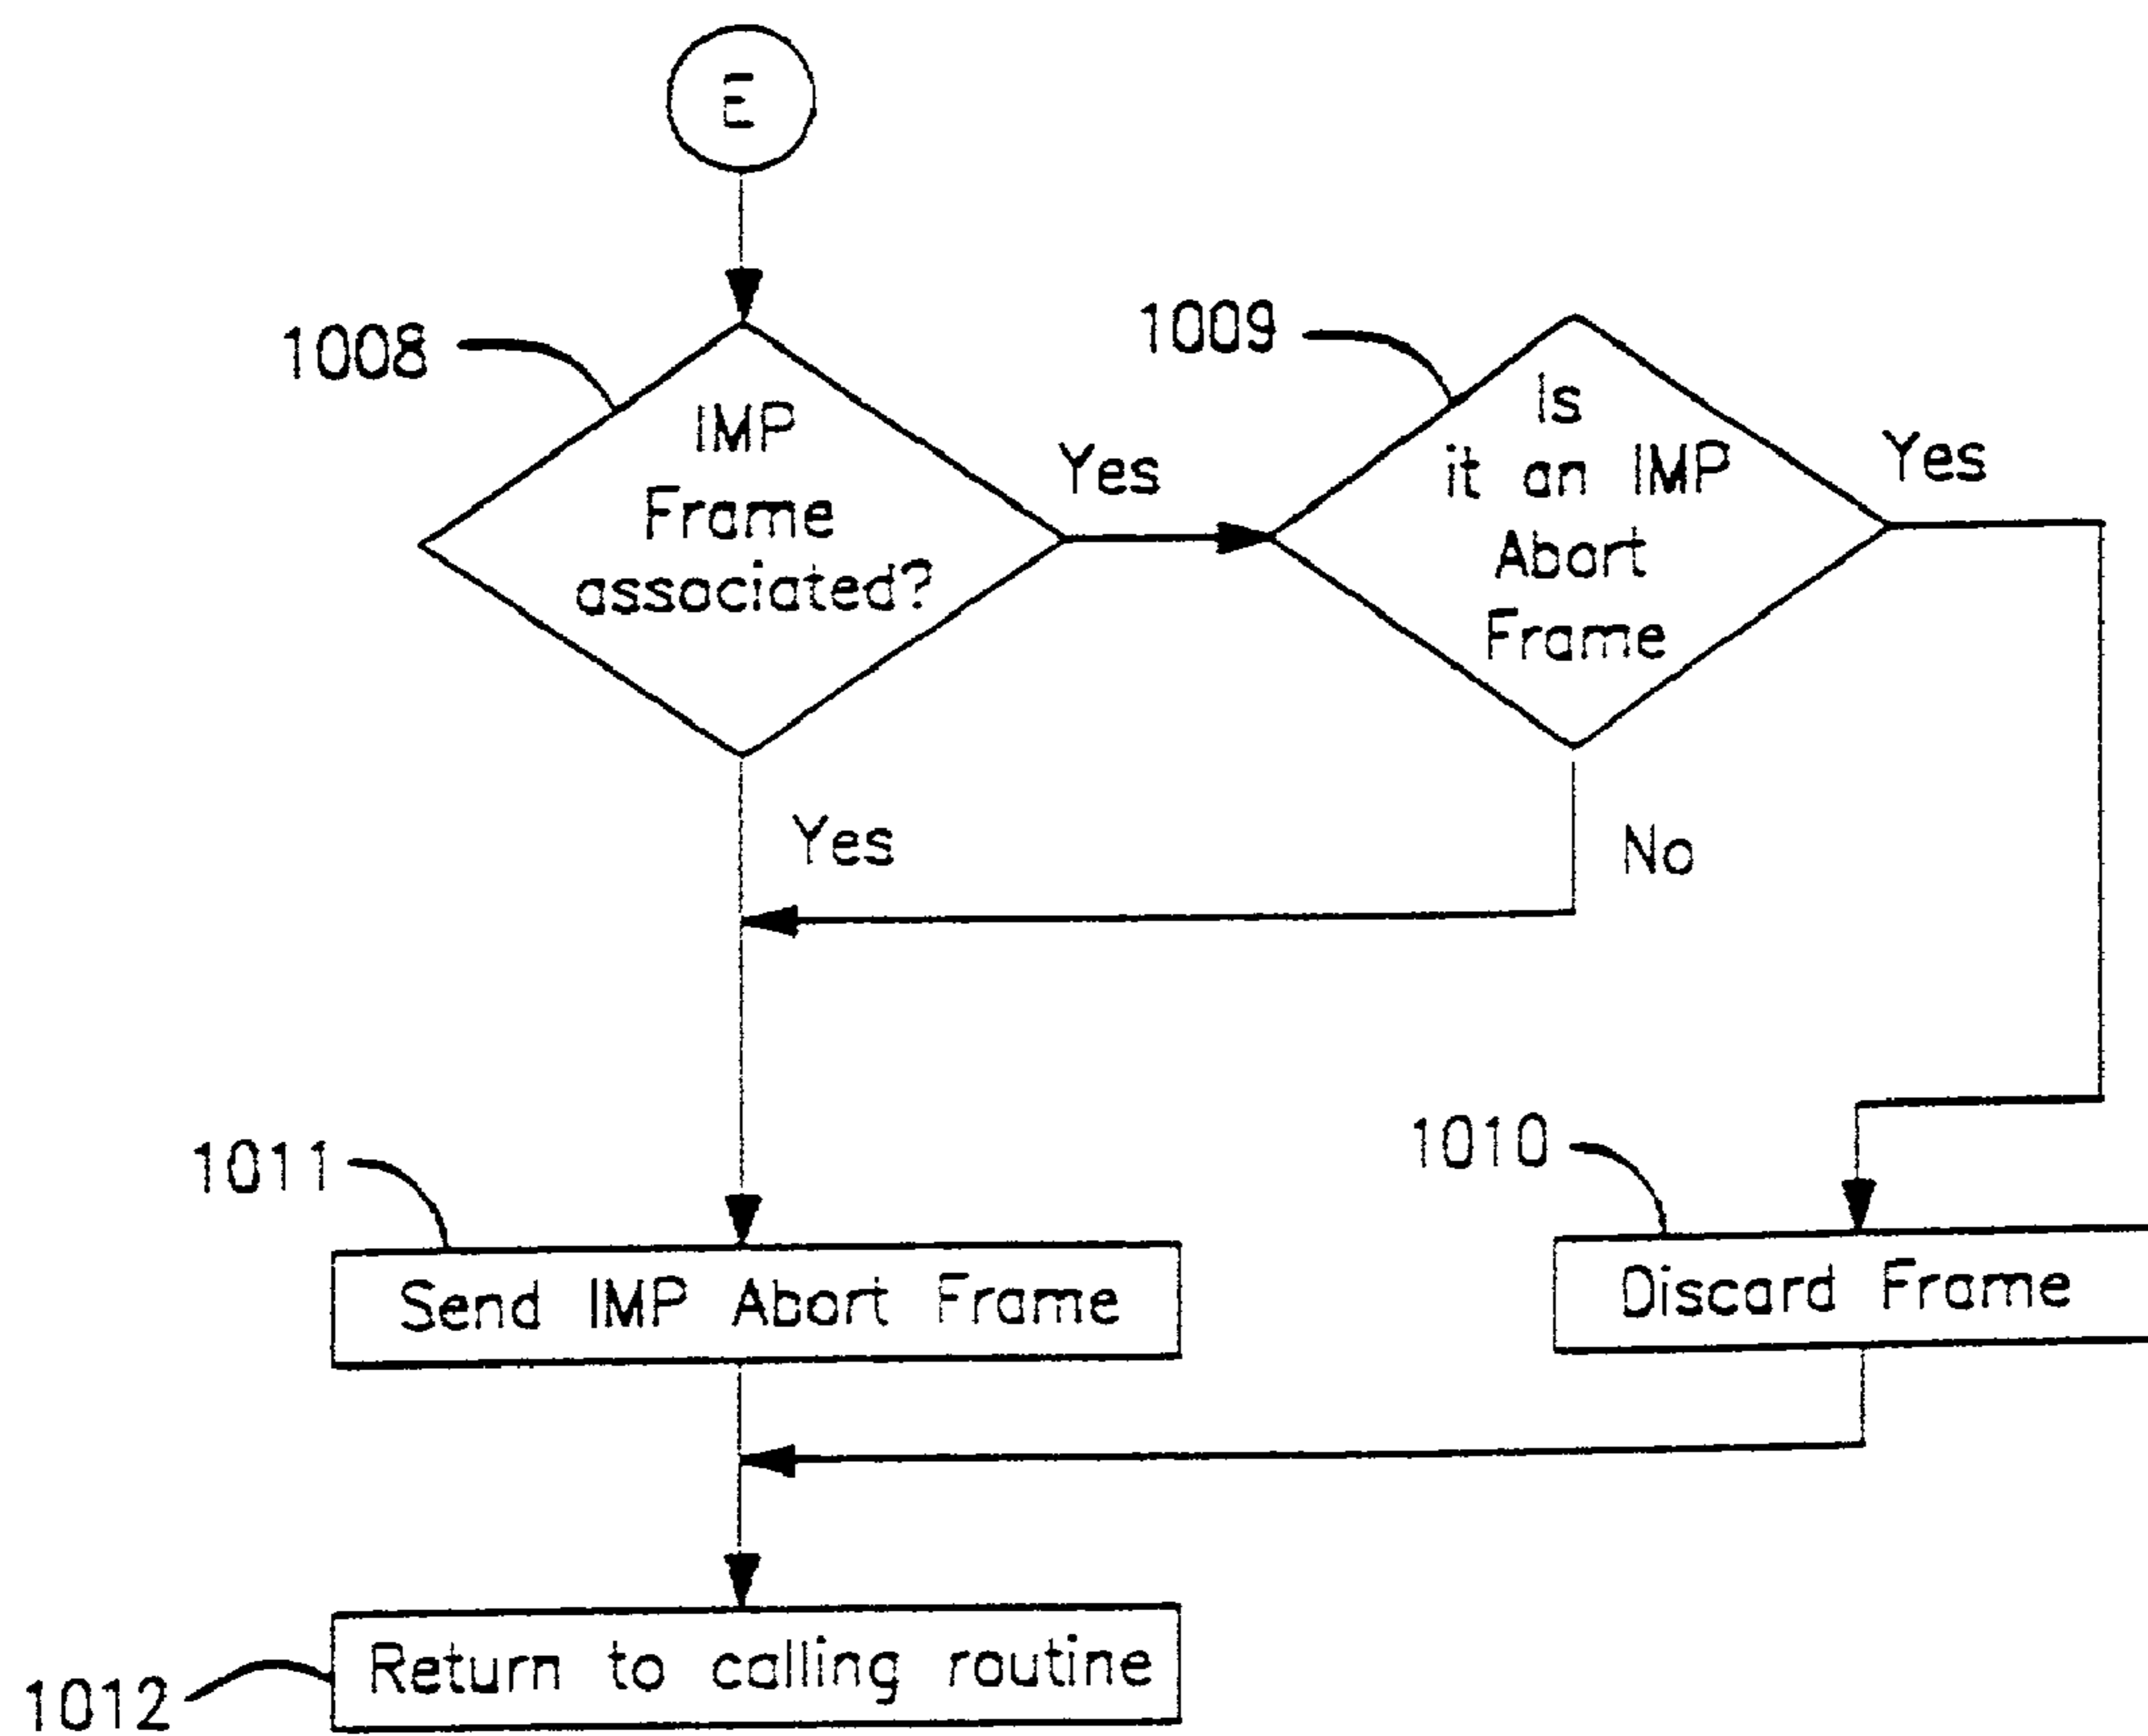 E
1008
IMP
Frame
associated?
Yes
1009
Is
it an IMP
Abort
Frame
Yes
Yes
No
1011
Send IMP Abort Frame
1010
Discard Frame
1012
Return to calling routine